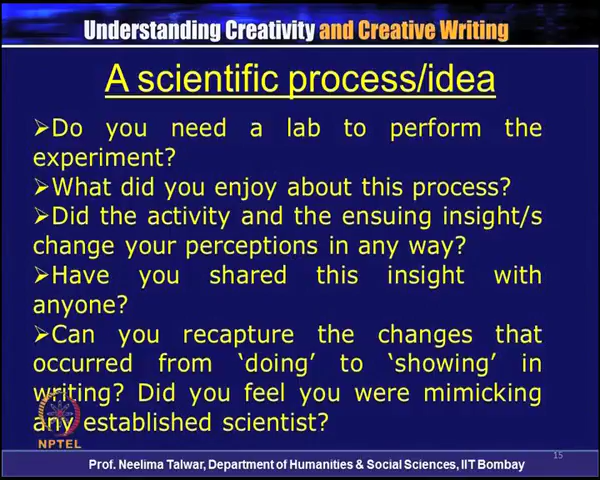 Understanding Creativity and Creative Writing
A scientific process/idea
➢Do you need a lab to perform the
experiment?
➢What did you enjoy about this process?
➢Did the activity and the ensuing insight/s
change your perceptions in any way?
➢Have you shared this insight with
anyone?
➢Can you recapture the changes that
occurred from ‘doing’ to ‘showing’ in
writing? Did you feel you were mimicking
any established scientist?
NPTEL
15
Prof. Neelima Talwar, Department of Humanities & Social Sciences, IIT Bombay